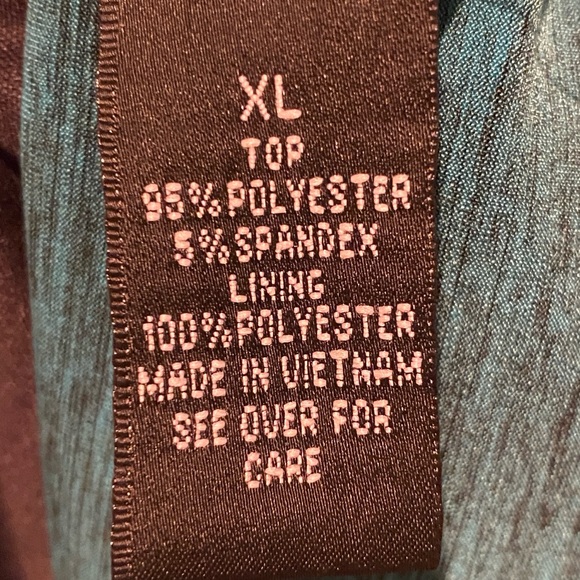 XL
TOP
95% POLYESTER
5% SPANDEX
LINING
100% POLYESTER
MADE IN VIETNAM
SEE OVER FOR
CARE